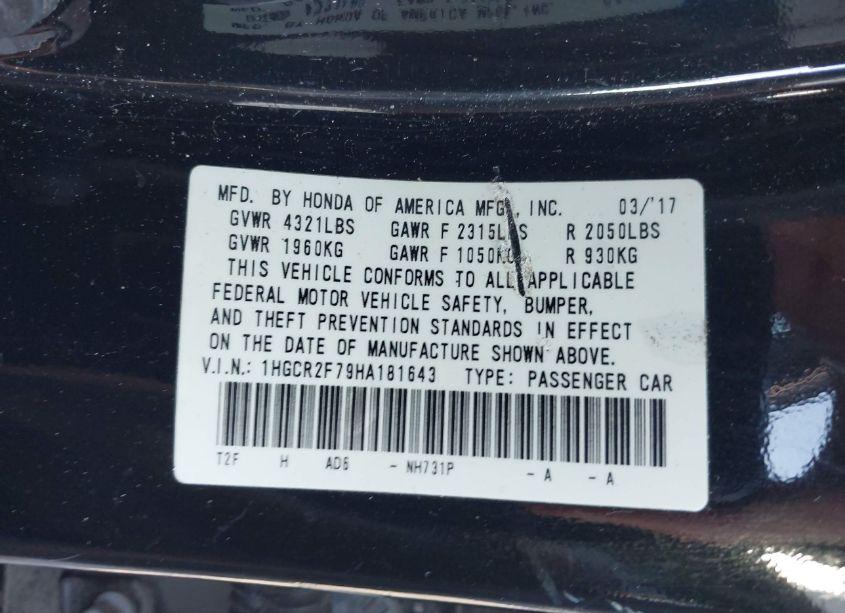 MFD. BY HONDA OF AMERICA MFG., INC. 03/'17
GVWR 4321LBS GAWR F 2315LBS R 2050LBS
GVWR 1960KG GAWR F 1050KG R 930KG
THIS VEHICLE CONFORMS TO ALL APPLICABLE
FEDERAL MOTOR VEHICLE SAFETY, BUMPER,
AND THEFT PREVENTION STANDARDS IN EFFECT
ON THE DATE OF MANUFACTURE SHOWN ABOVE.
V.I.N.: 1HGCR2F79HA181643 TYPE: PASSENGER CAR
T2F H AD6 - NH731P - A - A